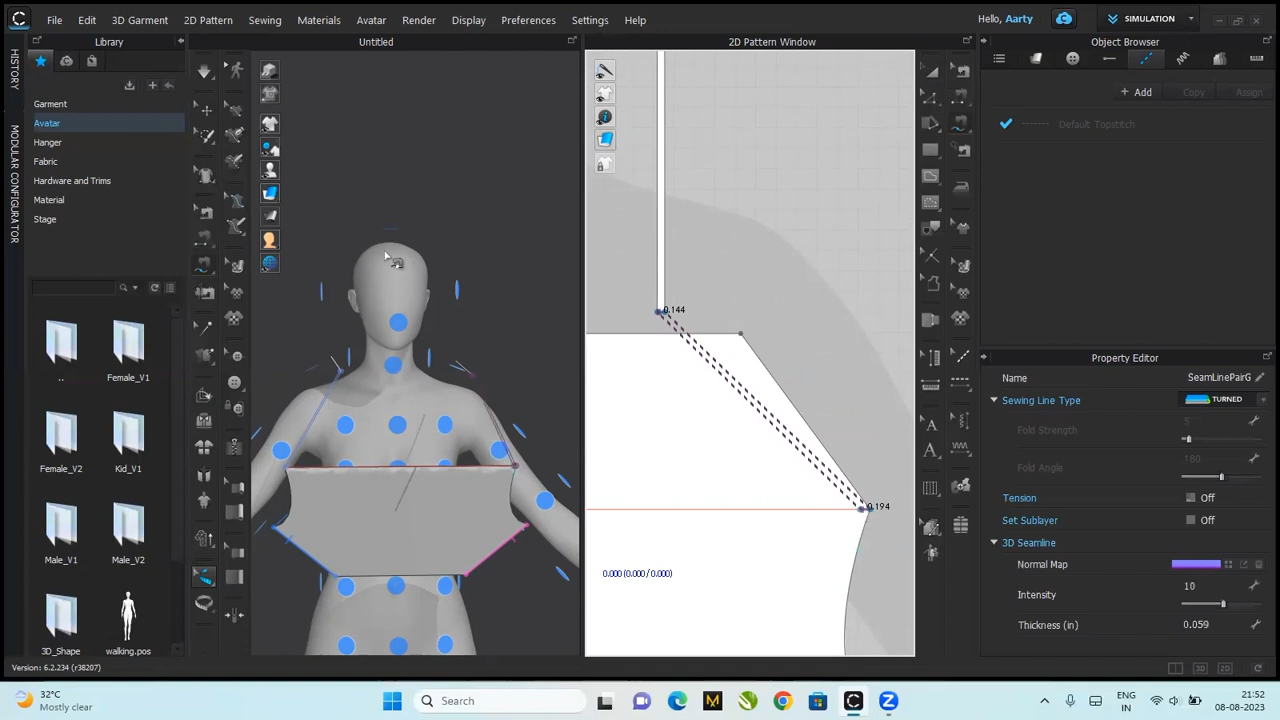 File Edit 3D Garment 2D Pattern Sewing Materials Avatar Render Display Preferences Settings Help
Hello, Aarty
SIMULATION
Library
Untitled
2D Pattern Window
Object Browser
HISTORY
MODULAR CONFIGURATOR
Garment
Avatar
Hanger
Fabric
Hardware and Trims
Material
Stage
..
Female_V1
Female_V2
Kid_V1
Male_V1
Male_V2
3D_Shape
walking.pos
0.144
0.194
0.000 (0.000 / 0.000)
Add Copy Assign
Default Topstitch
Property Editor
Name SeamLinePairG
Sewing Line Type TURNED
Fold Strength 5
Fold Angle 180
Tension Off
Set Sublayer Off
3D Seamline
Normal Map
Intensity 10
Thickness (in) 0.059
Version: 6.2.234 (r38207)
3D 2D
32°C
Mostly clear
Search
ENG
IN
21:52
08-08-2023